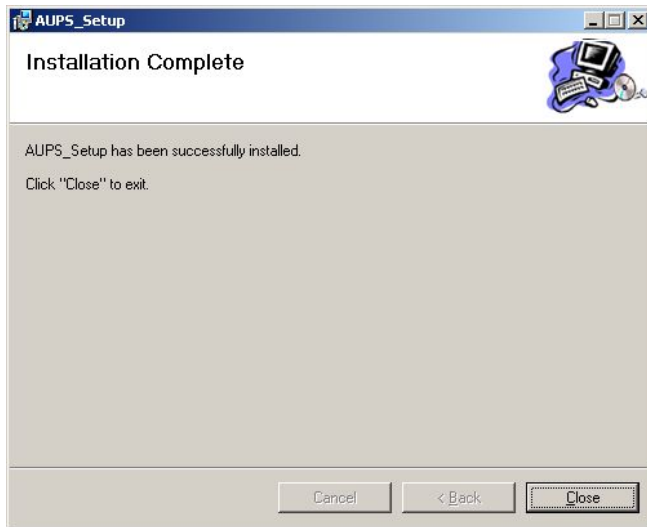 AUPS_Setup
Installation Complete
AUPS_Setup has been successfully installed.
Click "Close" to exit.
Cancel
< Back
Close